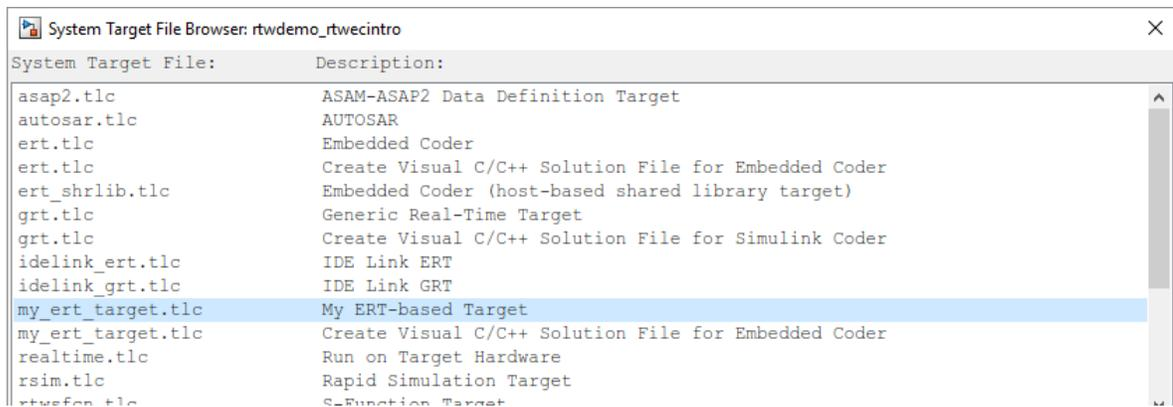 System Target File Browser: rtwdemo_rtwecintro
System Target File: Description:
asap2.tlc ASAM-ASAP2 Data Definition Target
autosar.tlc AUTOSAR
ert.tlc Embedded Coder
ert.tlc Create Visual C/C++ Solution File for Embedded Coder
ert_shrlib.tlc Embedded Coder (host-based shared library target)
grt.tlc Generic Real-Time Target
grt.tlc Create Visual C/C++ Solution File for Simulink Coder
idelink_ert.tlc IDE Link ERT
idelink_grt.tlc IDE Link GRT
my_ert_target.tlc My ERT-based Target
my_ert_target.tlc Create Visual C/C++ Solution File for Embedded Coder
realtime.tlc Run on Target Hardware
rsim.tlc Rapid Simulation Target
rtwsfcn.tlc S-Function Target